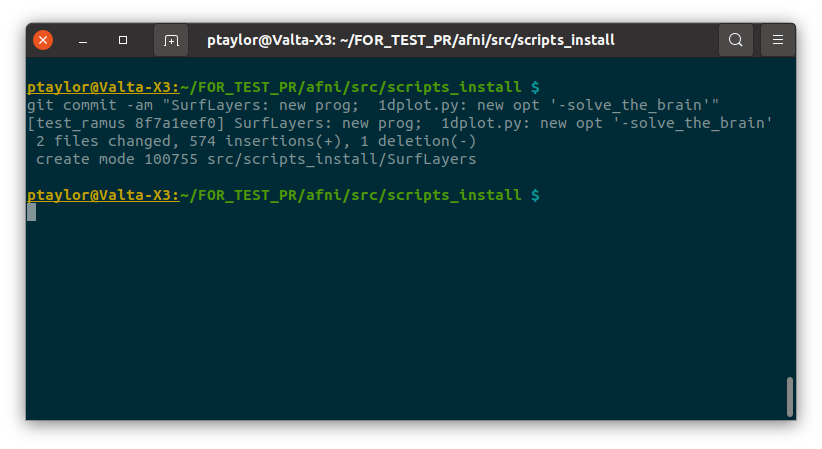 ptaylor@Valta-X3: ~/FOR_TEST_PR/afni/src/scripts_install
ptaylor@Valta-X3:~/FOR_TEST_PR/afni/src/scripts_install $
git commit -am "SurfLayers: new prog;  1dplot.py: new opt '-solve_the_brain'"
[test_ramus 8f7a1eef0] SurfLayers: new prog;  1dplot.py: new opt '-solve_the_brain'
 2 files changed, 574 insertions(+), 1 deletion(-)
 create mode 100755 src/scripts_install/SurfLayers
ptaylor@Valta-X3:~/FOR_TEST_PR/afni/src/scripts_install $